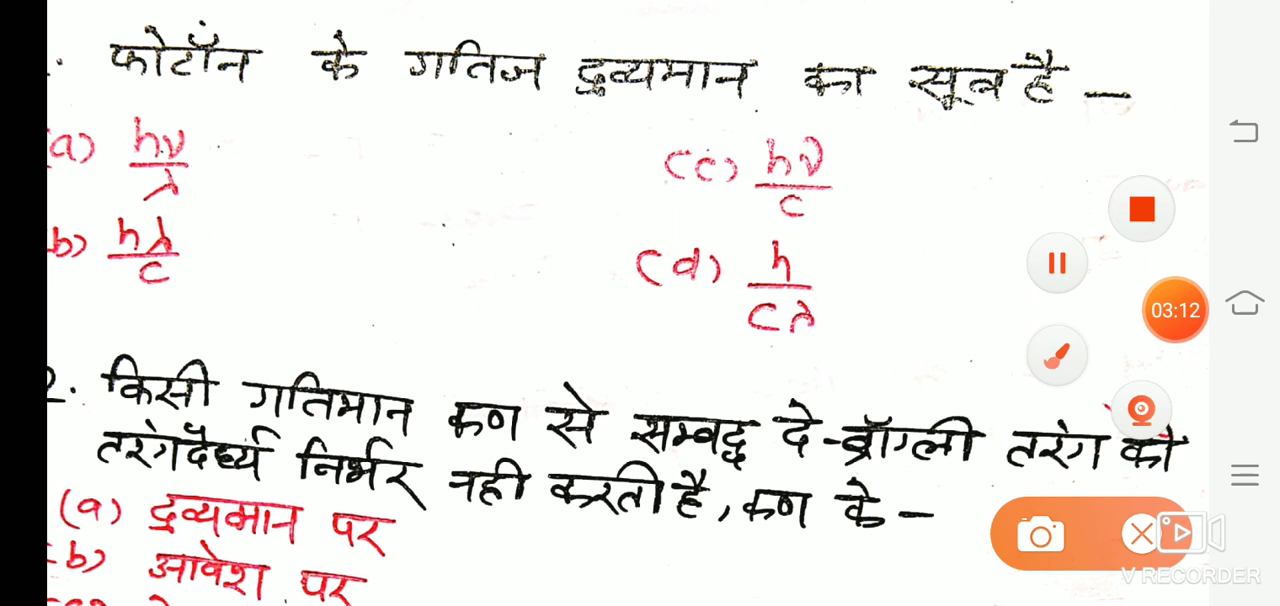 . फोटॉन के गतिज द्रव्यमान का सूत्र है –
(a) hν/λ
(c) hν/c
b) hλ/c
(d) h/cλ
2. किसी गतिमान कण से सम्बद्ध दे-ब्रॉग्ली तरंग की
तरंगदैर्ध्य निर्भर नही करती है, कण के –
(a) द्रव्यमान पर
b) आवेश पर
03:12
V RECORDER